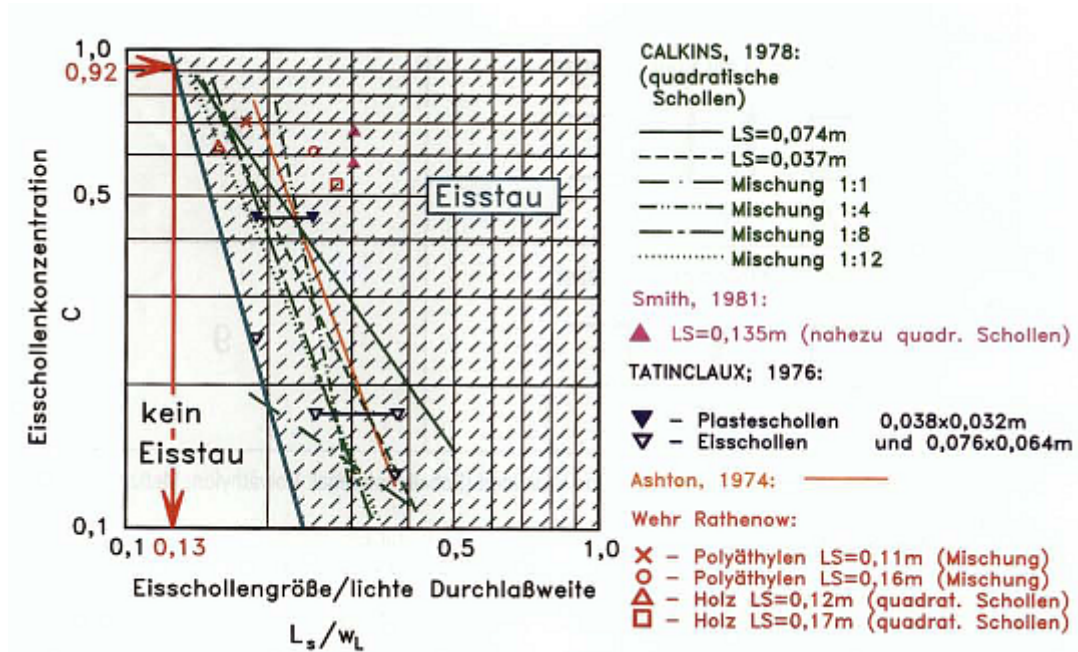 1,0
0,92
0,5
0,1
Eisschollenkonzentration
C
kein
Eisstau
Eisstau
0,1 0,13 0,5 1,0
Eisschollengröße/lichte Durchlaßweite
Ls/wL
CALKINS, 1978:
(quadratische
Schollen)
LS=0,074m
LS=0,037m
Mischung 1:1
Mischung 1:4
Mischung 1:8
Mischung 1:12
Smith, 1981:
LS=0,135m (nahezu quadr. Schollen)
TATINCLAUX; 1976:
– Plasteschollen 0,038x0,032m
– Eisschollen und 0,076x0,064m
Ashton, 1974:
Wehr Rathenow:
– Polyäthylen LS=0,11m (Mischung)
– Polyäthylen LS=0,16m (Mischung)
– Holz LS=0,12m (quadrat. Schollen)
– Holz LS=0,17m (quadrat. Schollen)